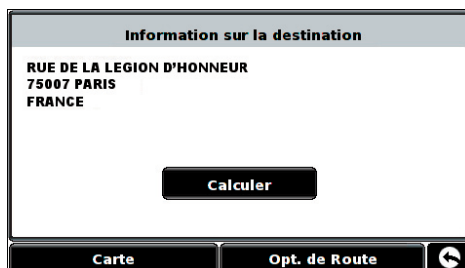 Information sur la destination
RUE DE LA LEGION D'HONNEUR
75007 PARIS
FRANCE
Calculer
Carte
Opt. de Route